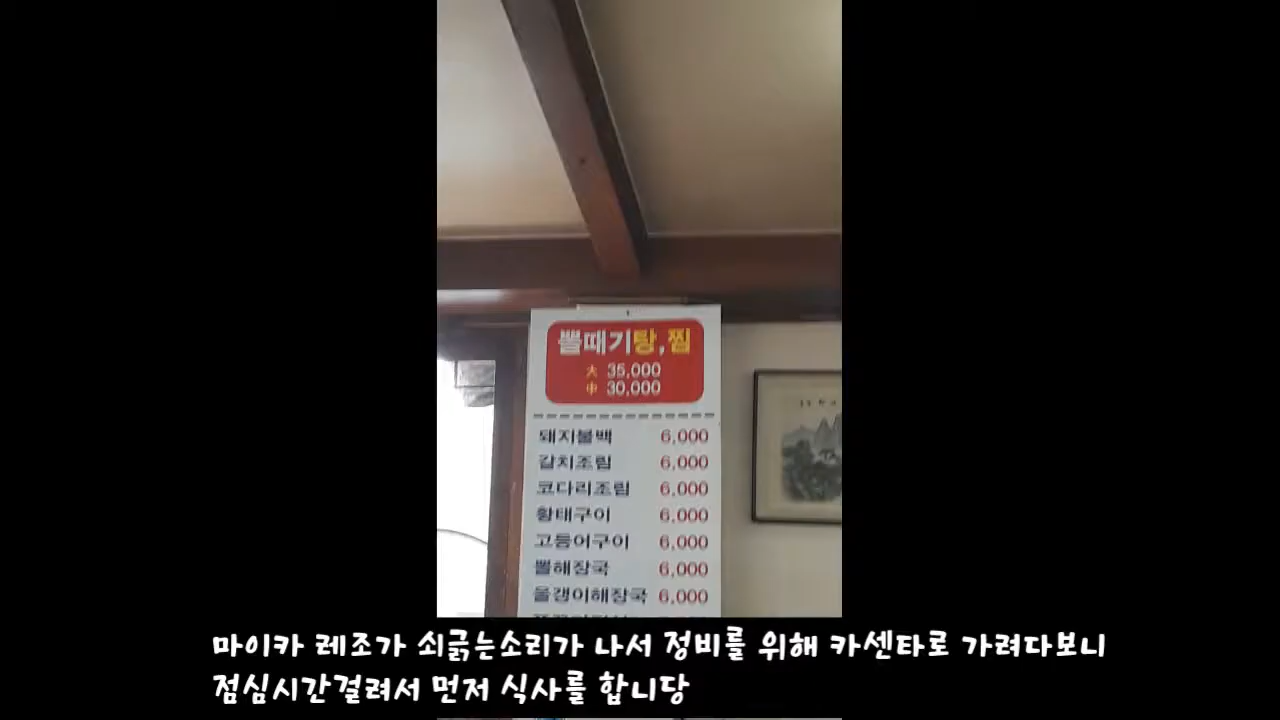 뽈때기탕,찜
大 35,000
中 30,000
돼지불백 6,000
갈치조림 6,000
코다리조림 6,000
황태구이 6,000
고등어구이 6,000
뽈해장국 6,000
올갱이해장국 6,000
마이카 레조가 쇠긁는소리가 나서 정비를 위해 카센타로 가려다보니
점심시간걸려서 먼저 식사를 합니당